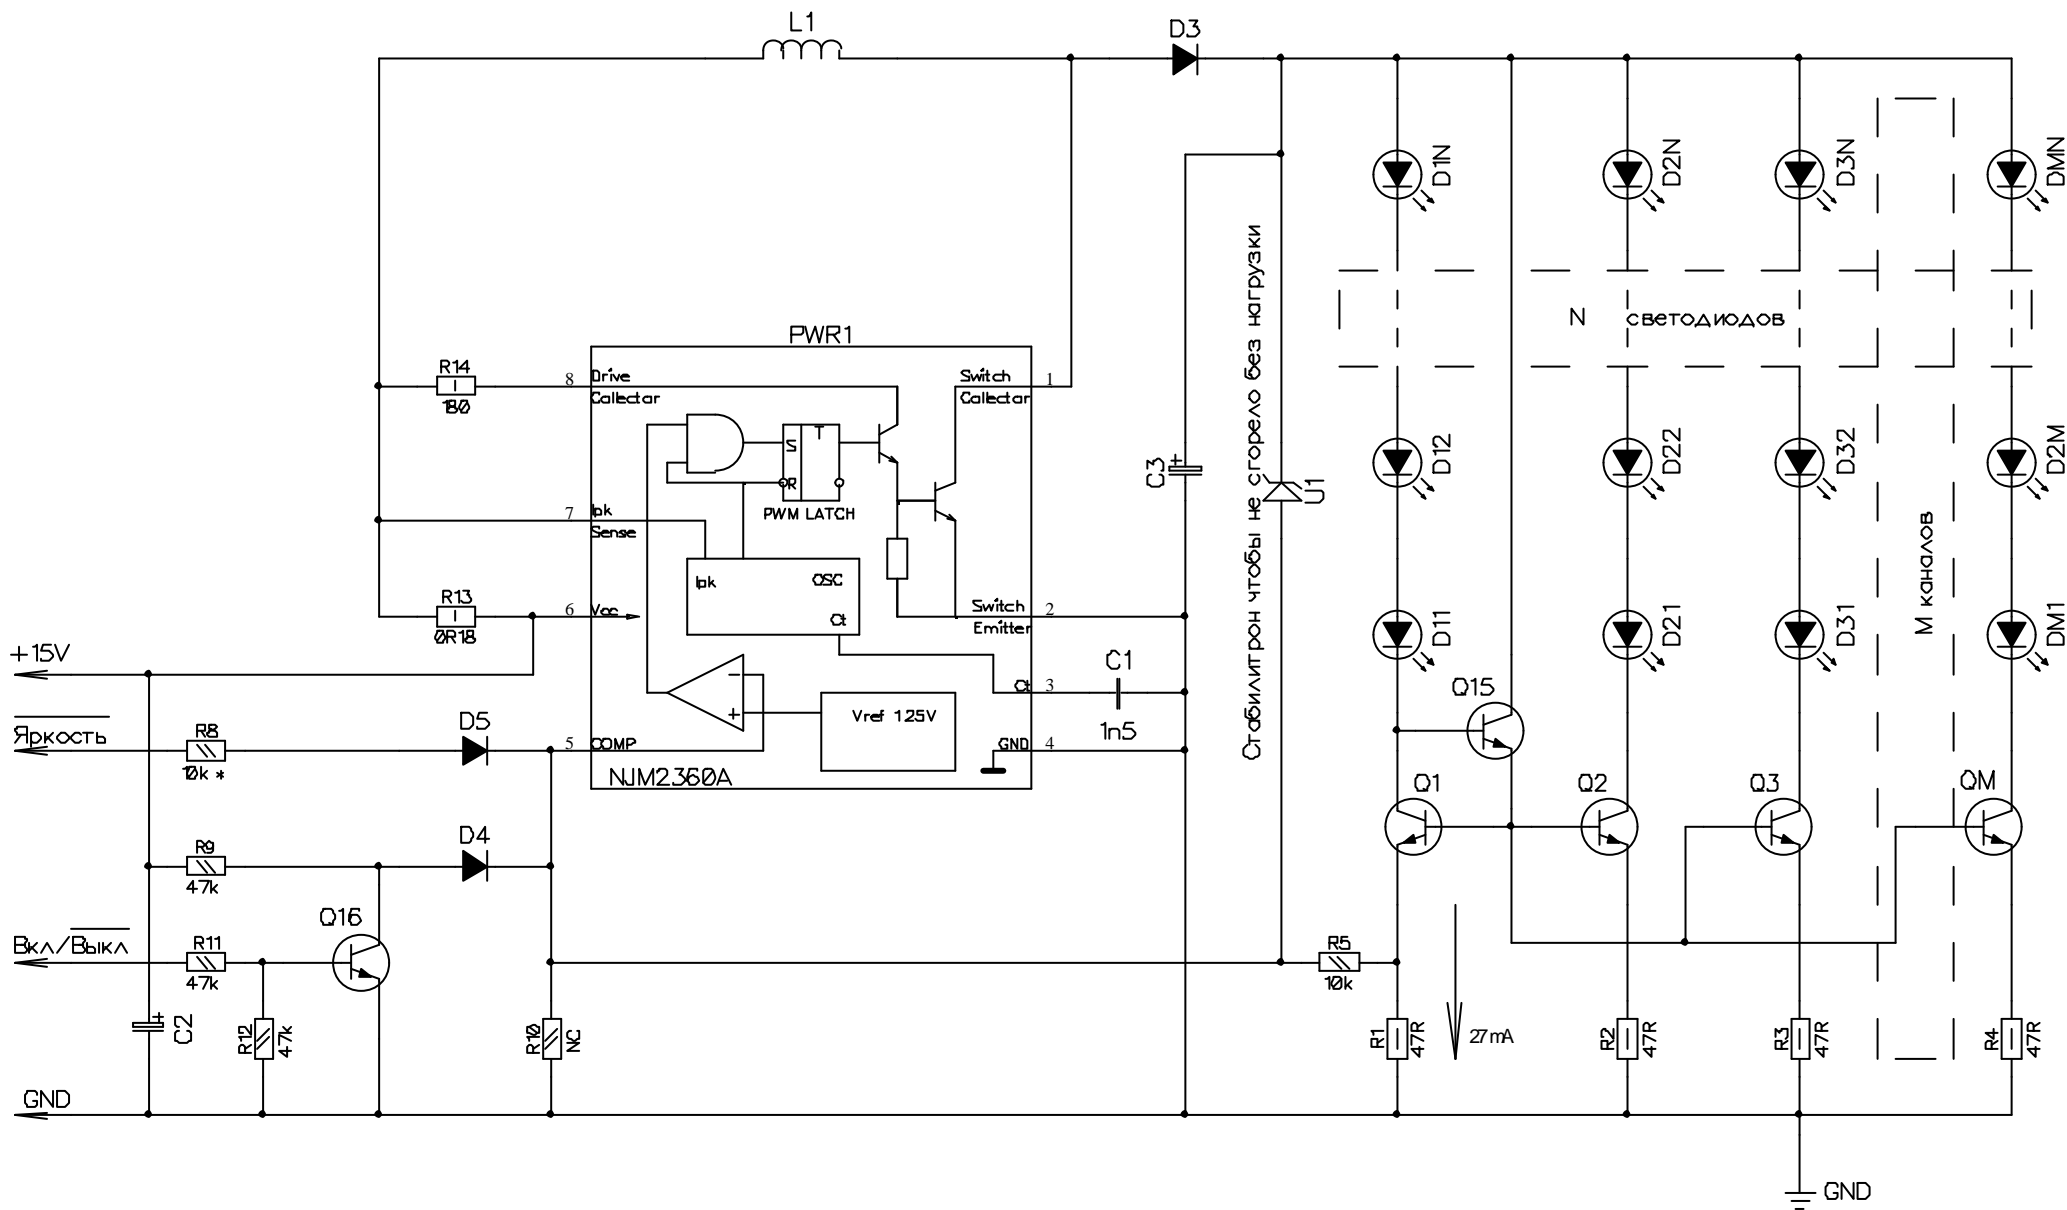 L1
D3
D1N
D2N
D3N
DMN
Стабилитрон чтобы не сгорело без нагрузки
N светодиодов
PWR1
R14
180
8
Drive
Collector
Switch
Collector
1
S
T
R
PWM LATCH
C3
+
U1
D12
D22
D32
D2M
7
Ipk
Sense
Ipk
OSC
Ct
М каналов
R13
0R18
6
Vcc
Switch
Emitter
2
D11
D21
D31
DM1
+15V
Ct
3
C1
1n5
Q15
Яркость
R8
10k *
D5
5
COMP
−
+
Vref 1.25V
GND
4
NJM2360A
Q1
Q2
Q3
QM
R9
47k
D4
Q16
Вкл/Выкл
R11
47k
R5
10k
+
C2
R12
47k
R10
NC
R1
47R
27mA
R2
47R
R3
47R
R4
47R
GND
GND